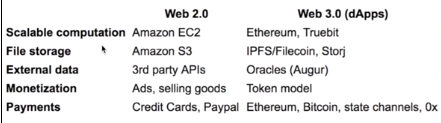 Web 2.0 Web 3.0 (dApps)
Scalable computation Amazon EC2 Ethereum, Truebit
File storage Amazon S3 IPFS/Filecoin, Storj
External data 3rd party APIs Oracles (Augur)
Monetization Ads, selling goods Token model
Payments Credit Cards, Paypal Ethereum, Bitcoin, state channels, 0x